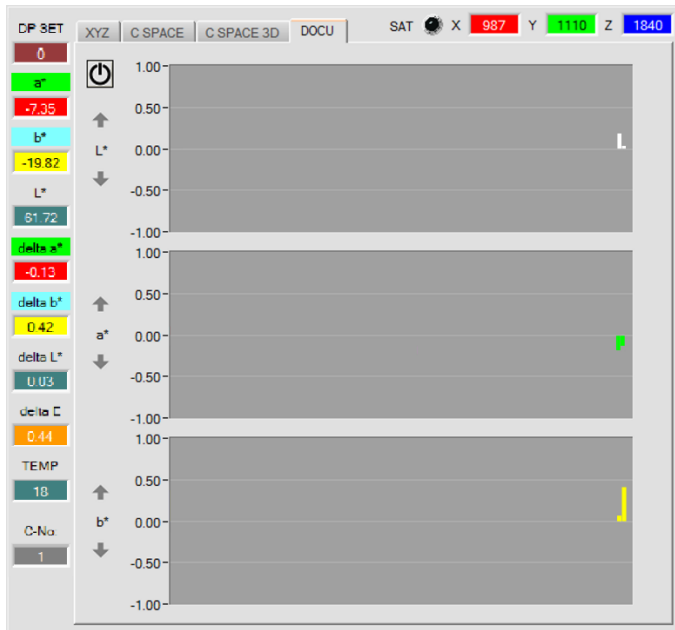 DP SET
0
a*
-7.35
b*
-19.82
L*
61.72
delta a*
-0.13
delta b*
0.42
delta L*
0.03
delta E
0.44
TEMP
18
C-No.
1
XYZ C SPACE C SPACE 3D DOCU SAT X 987 Y 1110 Z 1840
1.00
0.50
L* 0.00
-0.50
-1.00
1.00
0.50
a* 0.00
-0.50
-1.00
1.00
0.50
b* 0.00
-0.50
-1.00